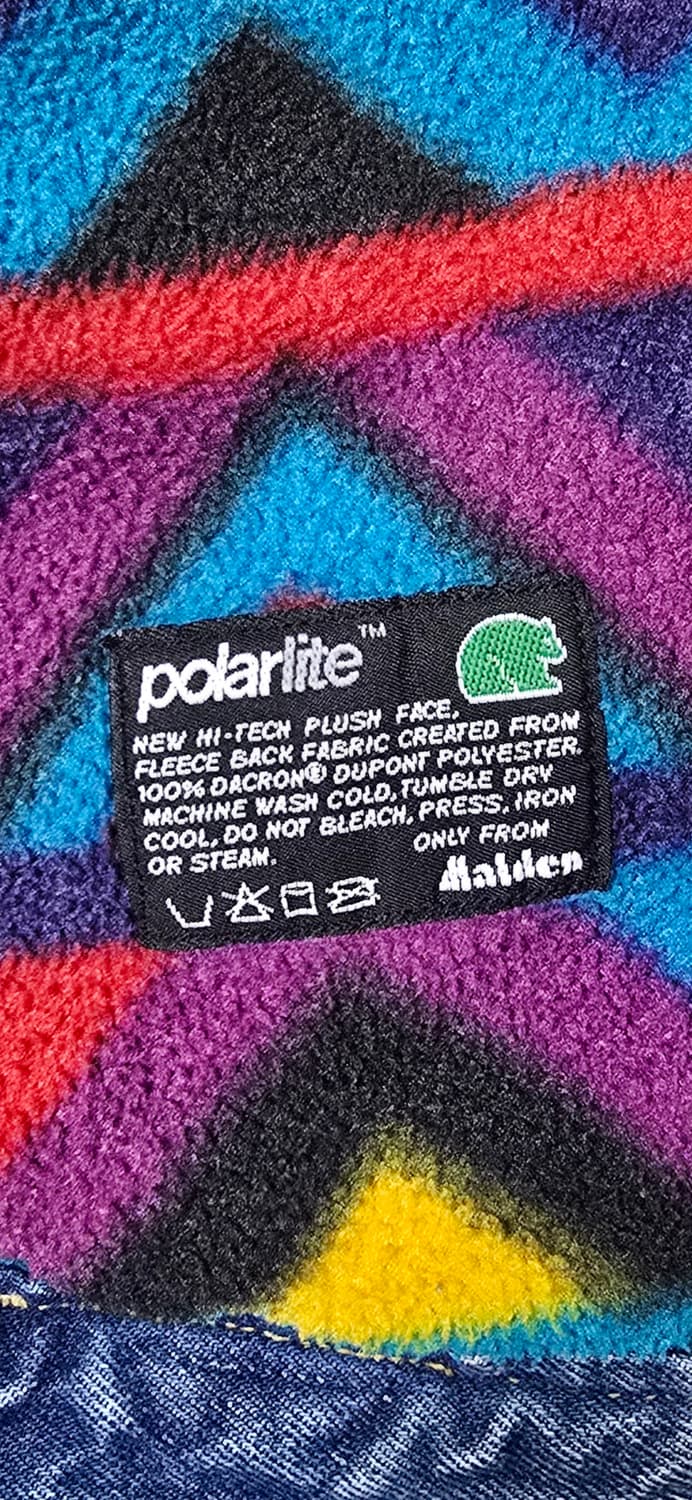 polarlite™
NEW HI-TECH PLUSH FACE,
FLEECE BACK FABRIC CREATED FROM
100% DACRON® DUPONT POLYESTER.
MACHINE WASH COLD, TUMBLE DRY
COOL, DO NOT BLEACH, PRESS, IRON
OR STEAM.
ONLY FROM
Malden